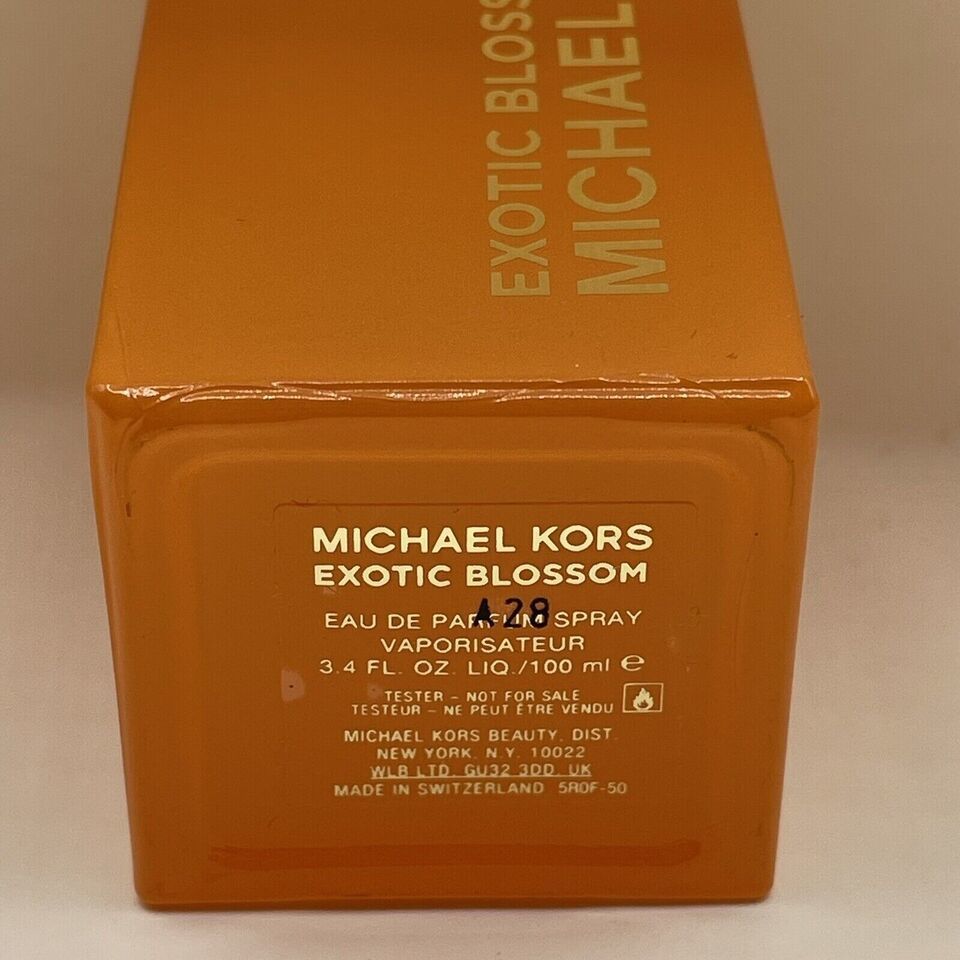 EXOTIC BLOSS
MICHAEL
MICHAEL KORS
EXOTIC BLOSSOM
A28
EAU DE PARFUM SPRAY
VAPORISATEUR
3.4 FL. OZ. LIQ./100 ml ℮
TESTER - NOT FOR SALE
TESTEUR - NE PEUT ÊTRE VENDU
MICHAEL KORS BEAUTY, DIST.
NEW YORK, N.Y. 10022
WLB LTD. GU32 3DD, UK
MADE IN SWITZERLAND 5R0F-50